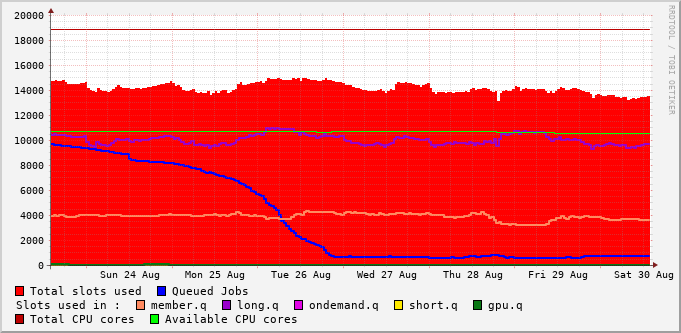 20000
18000
16000
14000
12000
10000
8000
6000
4000
2000
0
Sun 24 Aug Mon 25 Aug Tue 26 Aug Wed 27 Aug Thu 28 Aug Fri 29 Aug Sat 30 Aug
Total slots used Queued Jobs
Slots used in : member.q long.q ondemand.q short.q gpu.q
Total CPU cores Available CPU cores
RRDTOOL / TOBI OETIKER